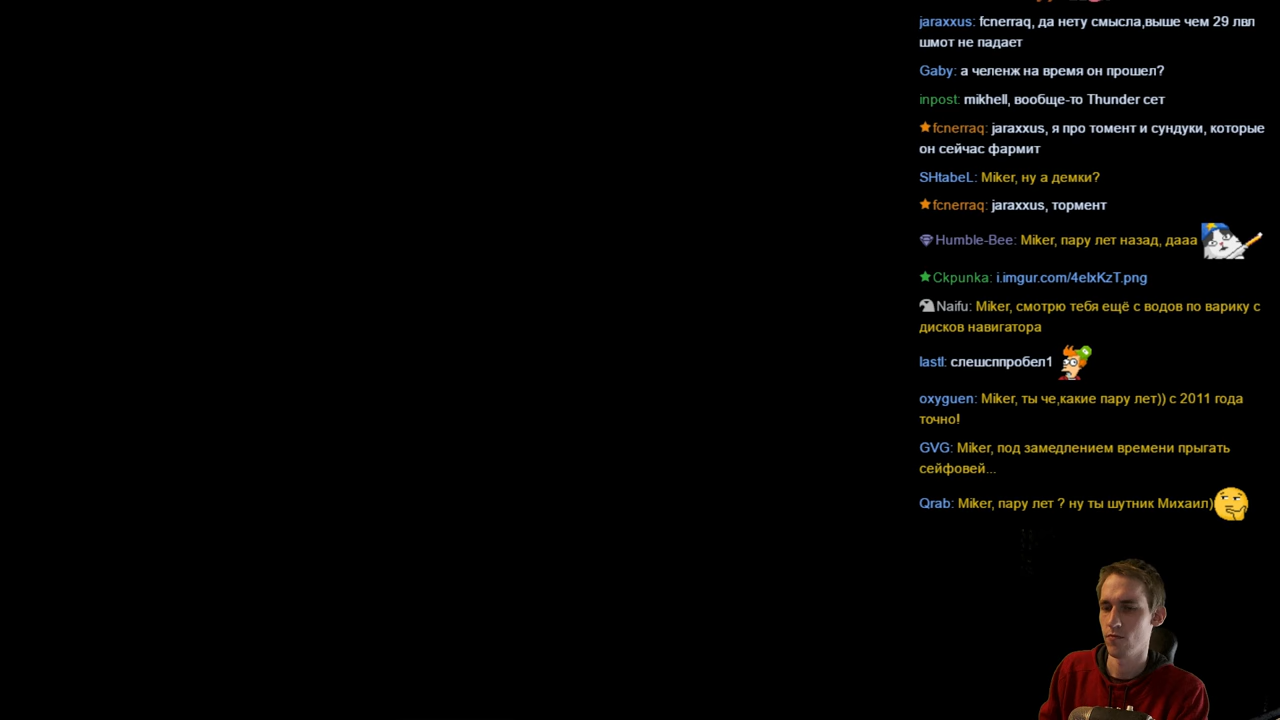 jaraxxus: fcnerraq, да нету смысла,выше чем 29 лвл
шмот не падает
Gaby: а челенж на время он прошел?
inpost: mikhell, вообще-то Thunder сет
fcnerraq: jaraxxus, я про томент и сундуки, которые
он сейчас фармит
SHtabeL: Miker, ну а демки?
fcnerraq: jaraxxus, тормент
Humble-Bee: Miker, пару лет назад, дааа
Ckpunka: i.imgur.com/4elxKzT.png
Naifu: Miker, смотрю тебя ещё с водов по варику с
дисков навигатора
lastl: слешсппробел1
oxyguen: Miker, ты че,какие пару лет)) с 2011 года
точно!
GVG: Miker, под замедлением времени прыгать
сейфовей...
Qrab: Miker, пару лет ? ну ты шутник Михаил)